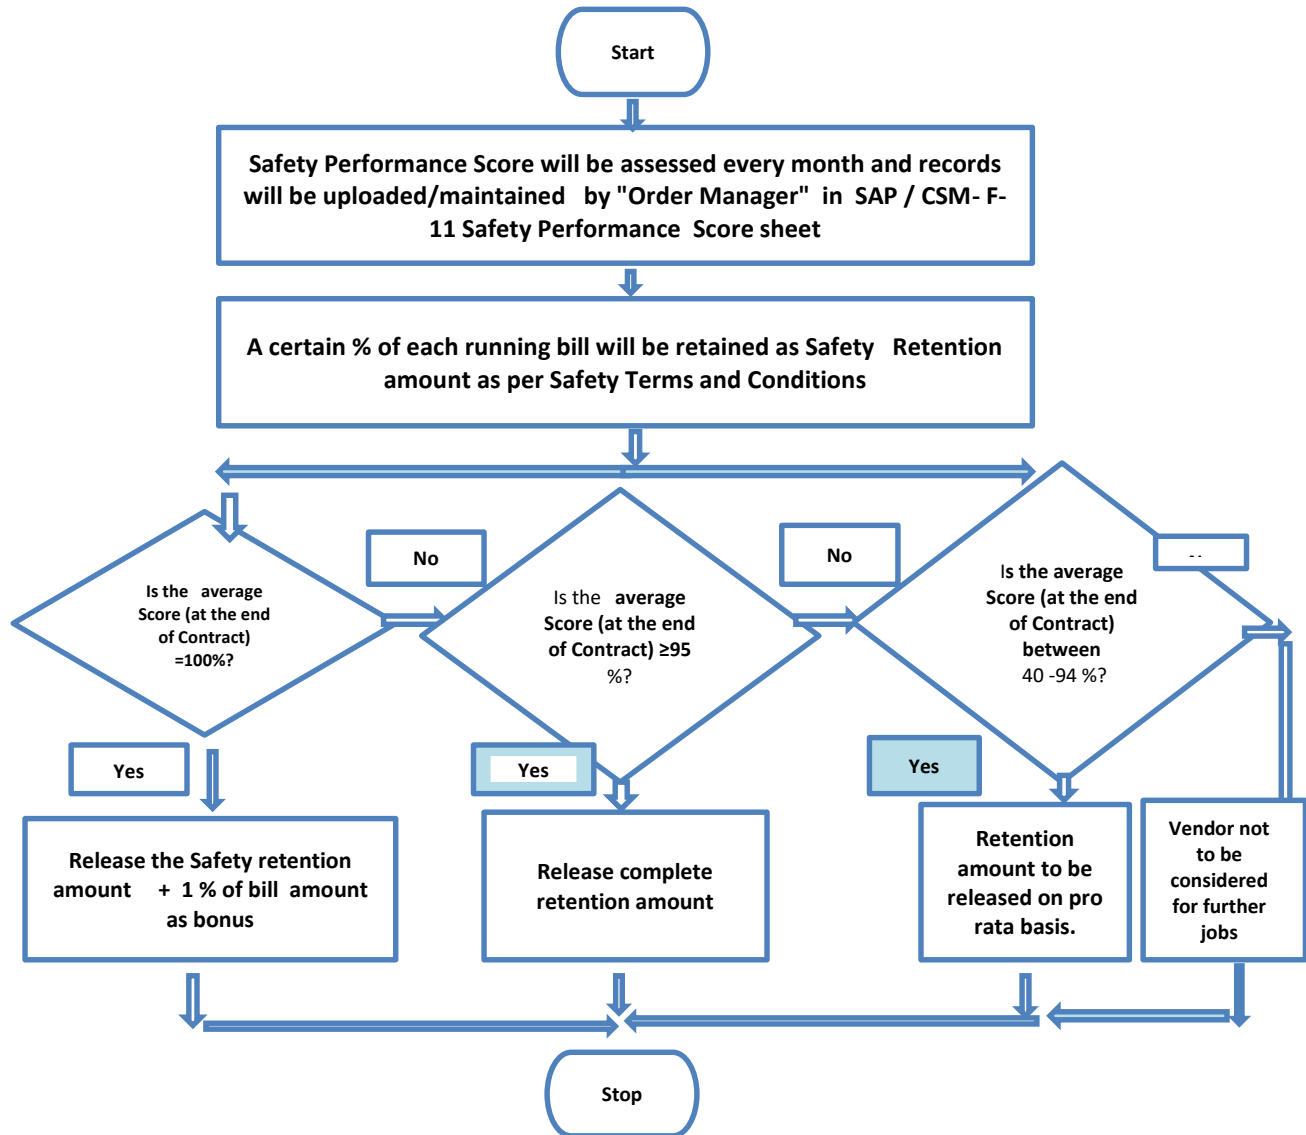 Start
Safety Performance Score will be assessed every month and records
will be uploaded/maintained by "Order Manager" in SAP / CSM- F-
11 Safety Performance Score sheet
A certain % of each running bill will be retained as Safety Retention
amount as per Safety Terms and Conditions
No
No
Is the average
Score (at the end
of Contract)
=100%?
Is the average
Score (at the end
of Contract) ≥95
%?
Is the average
Score (at the end
of Contract)
between
40 -94 %?
Yes
Yes
Yes
Release the Safety retention
amount + 1 % of bill amount
as bonus
Release complete
retention amount
Retention
amount to be
released on pro
rata basis.
Vendor not
to be
considered
for further
jobs
Stop